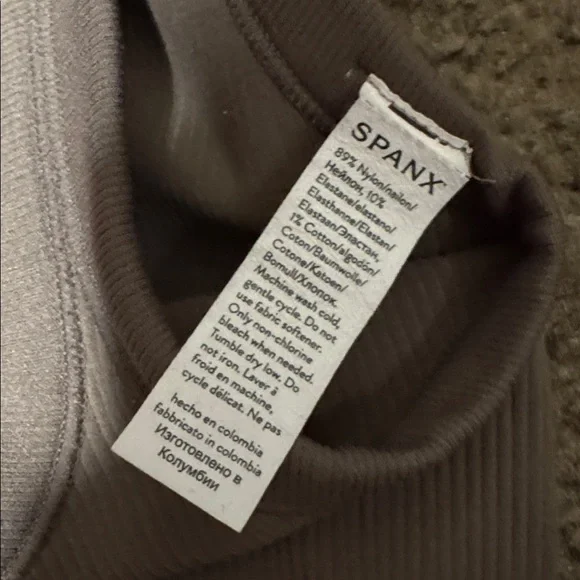 SPANX
89% Nylon/nailon/
Нейлон, 10%
Elastane/elastano/
Elasthanne/Elastan/
Elastaan/Эластан,
1% Cotton/algodón/
Coton/Baumwolle/
Cotone/Katoen/
Bomull/Хлопок.
Machine wash cold,
gentle cycle. Do not
use fabric softener.
Only non-chlorine
bleach when needed.
Tumble dry low. Do
not iron. Laver à
froid en machine,
cycle délicat. Ne pas
hecho en colombia
fabbricato in colombia
Изготовлено в
Колумбии